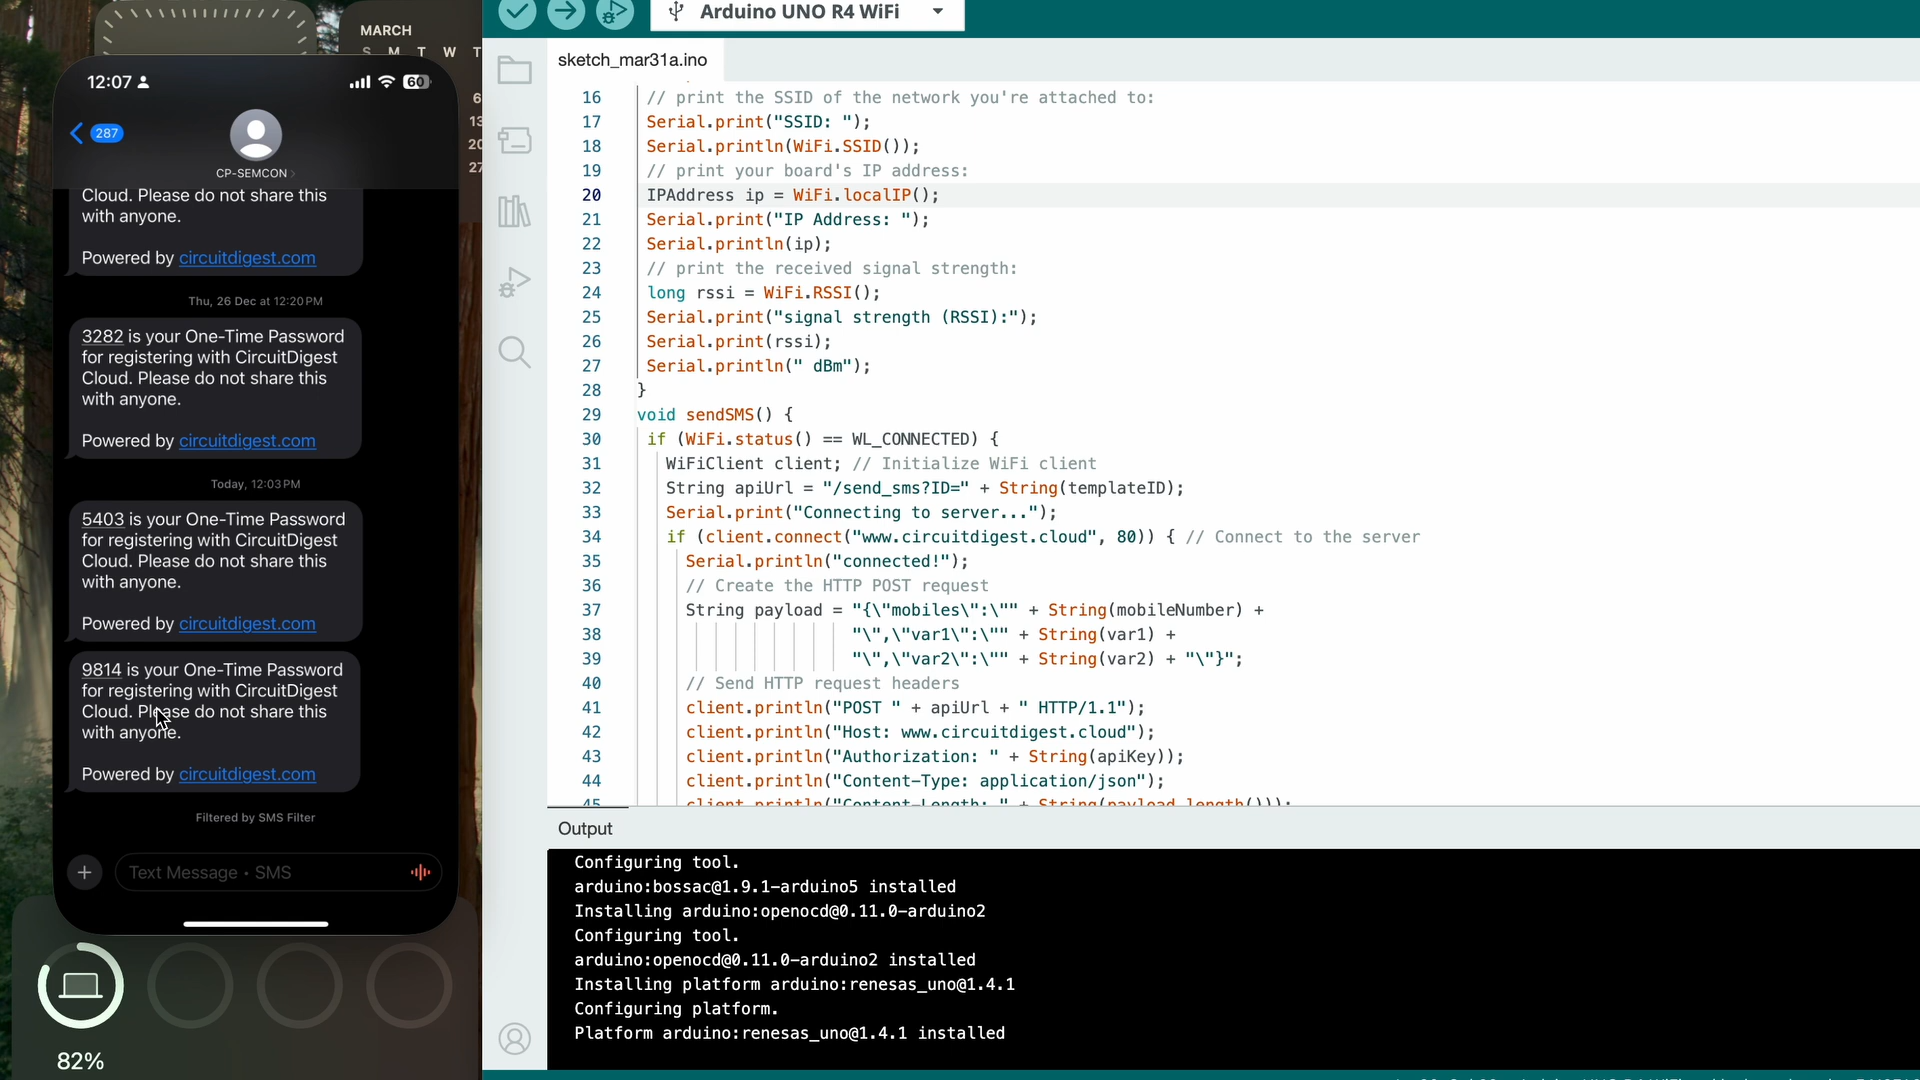 MARCH
S M T W T
6
13
20
27
12:07
60
287
CP-SEMCON
Cloud. Please do not share this
with anyone.
Powered by circuitdigest.com
Thu, 26 Dec at 12:20 PM
3282 is your One-Time Password
for registering with CircuitDigest
Cloud. Please do not share this
with anyone.
Powered by circuitdigest.com
Today, 12:03 PM
5403 is your One-Time Password
for registering with CircuitDigest
Cloud. Please do not share this
with anyone.
Powered by circuitdigest.com
9814 is your One-Time Password
for registering with CircuitDigest
Cloud. Please do not share this
with anyone.
Powered by circuitdigest.com
Filtered by SMS Filter
Text Message • SMS
82%
Arduino UNO R4 WiFi
sketch_mar31a.ino
16 // print the SSID of the network you're attached to:
17 Serial.print("SSID: ");
18 Serial.println(WiFi.SSID());
19 // print your board's IP address:
20 IPAddress ip = WiFi.localIP();
21 Serial.print("IP Address: ");
22 Serial.println(ip);
23 // print the received signal strength:
24 long rssi = WiFi.RSSI();
25 Serial.print("signal strength (RSSI):");
26 Serial.print(rssi);
27 Serial.println(" dBm");
28 }
29 void sendSMS() {
30 if (WiFi.status() == WL_CONNECTED) {
31 WiFiClient client; // Initialize WiFi client
32 String apiUrl = "/send_sms?ID=" + String(templateID);
33 Serial.print("Connecting to server...");
34 if (client.connect("www.circuitdigest.cloud", 80)) { // Connect to the server
35 Serial.println("connected!");
36 // Create the HTTP POST request
37 String payload = "{\"mobiles\":\"" + String(mobileNumber) +
38 "\",\"var1\":\"" + String(var1) +
39 "\",\"var2\":\"" + String(var2) + "\"}";
40 // Send HTTP request headers
41 client.println("POST " + apiUrl + " HTTP/1.1");
42 client.println("Host: www.circuitdigest.cloud");
43 client.println("Authorization: " + String(apiKey));
44 client.println("Content-Type: application/json");
45 client.println("Content-Length: " + String(payload.length()));
Output
Configuring tool.
arduino:bossac@1.9.1-arduino5 installed
Installing arduino:openocd@0.11.0-arduino2
Configuring tool.
arduino:openocd@0.11.0-arduino2 installed
Installing platform arduino:renesas_uno@1.4.1
Configuring platform.
Platform arduino:renesas_uno@1.4.1 installed